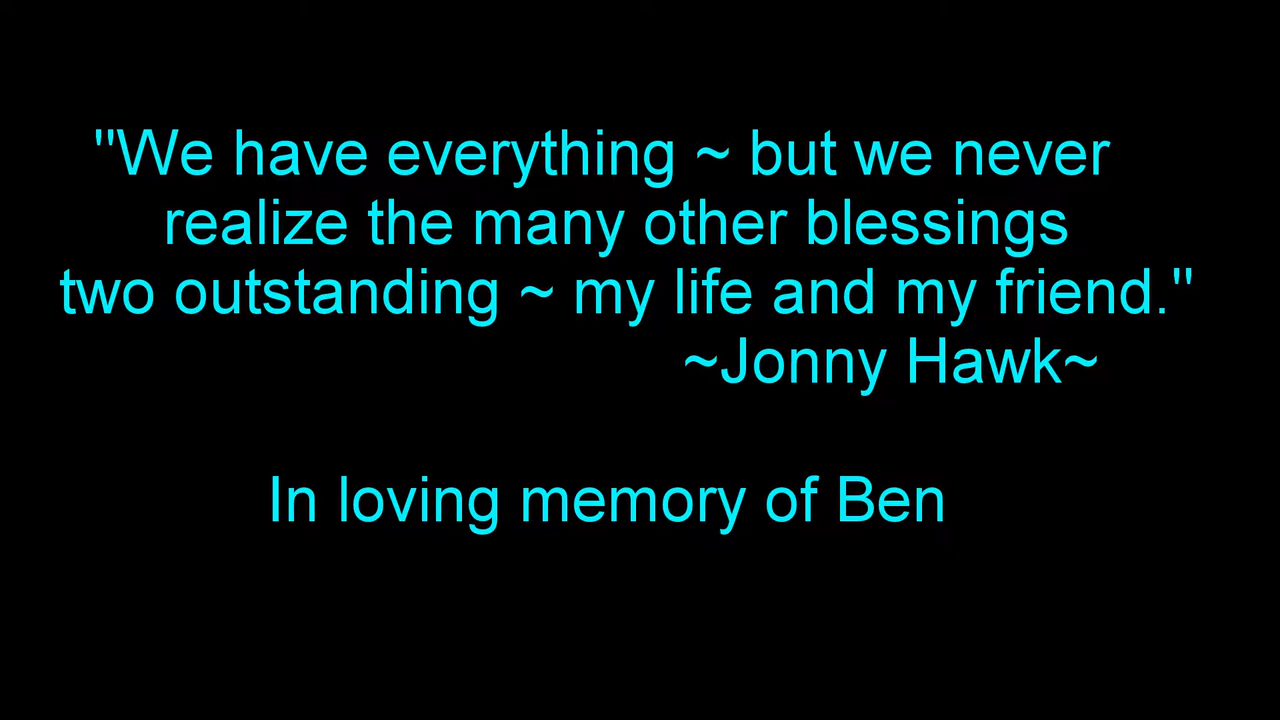 "We have everything ~ but we never
realize the many other blessings
two outstanding ~ my life and my friend."
~Jonny Hawk~
In loving memory of Ben